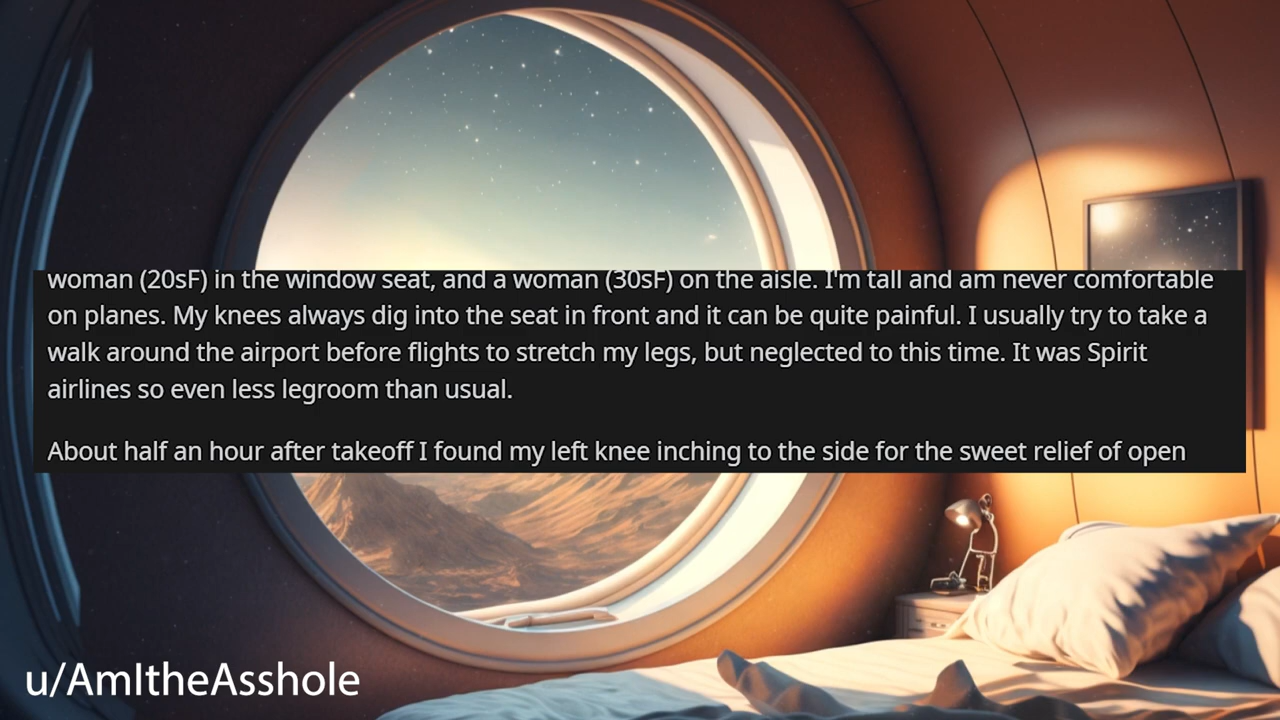 woman (20sF) in the window seat, and a woman (30sF) on the aisle. I'm tall and am never comfortable
on planes. My knees always dig into the seat in front and it can be quite painful. I usually try to take a
walk around the airport before flights to stretch my legs, but neglected to this time. It was Spirit
airlines so even less legroom than usual.
About half an hour after takeoff I found my left knee inching to the side for the sweet relief of open
u/AmItheAsshole